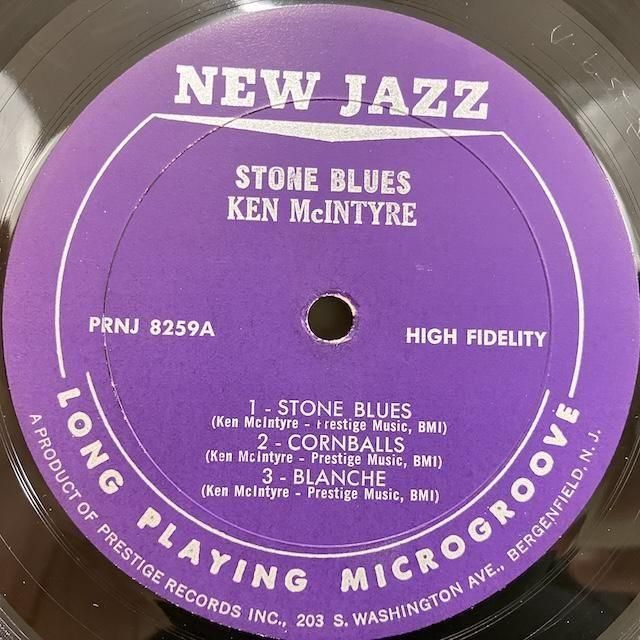 NEW JAZZ
STONE BLUES
KEN McINTYRE
PRNJ 8259A
HIGH FIDELITY
1 - STONE BLUES
(Ken McIntyre - Prestige Music, BMI)
2 - CORNBALLS
(Ken McIntyre - Prestige Music, BMI)
3 - BLANCHE
(Ken McIntyre - Prestige Music, BMI)
LONG PLAYING MICROGROOVE
A PRODUCT OF PRESTIGE RECORDS INC., 203 S. WASHINGTON AVE., BERGENFIELD, N. J.